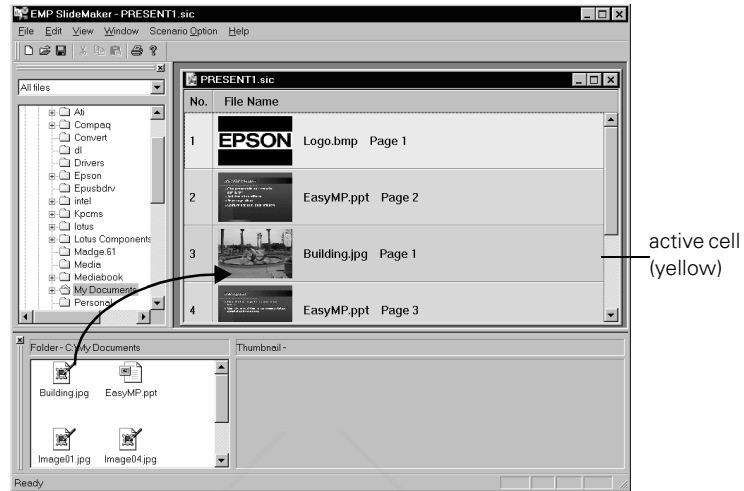 EMP SlideMaker - PRESENT1.sic
File Edit View Window Scenario Option Help
All files
Ati
Compaq
Convert
dl
Drivers
Epson
Epusbdrv
intel
Kpcms
lotus
Lotus Components
Madge.61
Media
Mediabook
My Documents
Personal
PRESENT1.sic
No. File Name
1 EPSON Logo.bmp Page 1
2 EasyMP.ppt Page 2
3 Building.jpg Page 1
4 EasyMP.ppt Page 3
active cell
(yellow)
Folder - C:\My Documents
Thumbnail -
Building.jpg EasyMP.ppt
Image01.jpg Image04.jpg
Ready